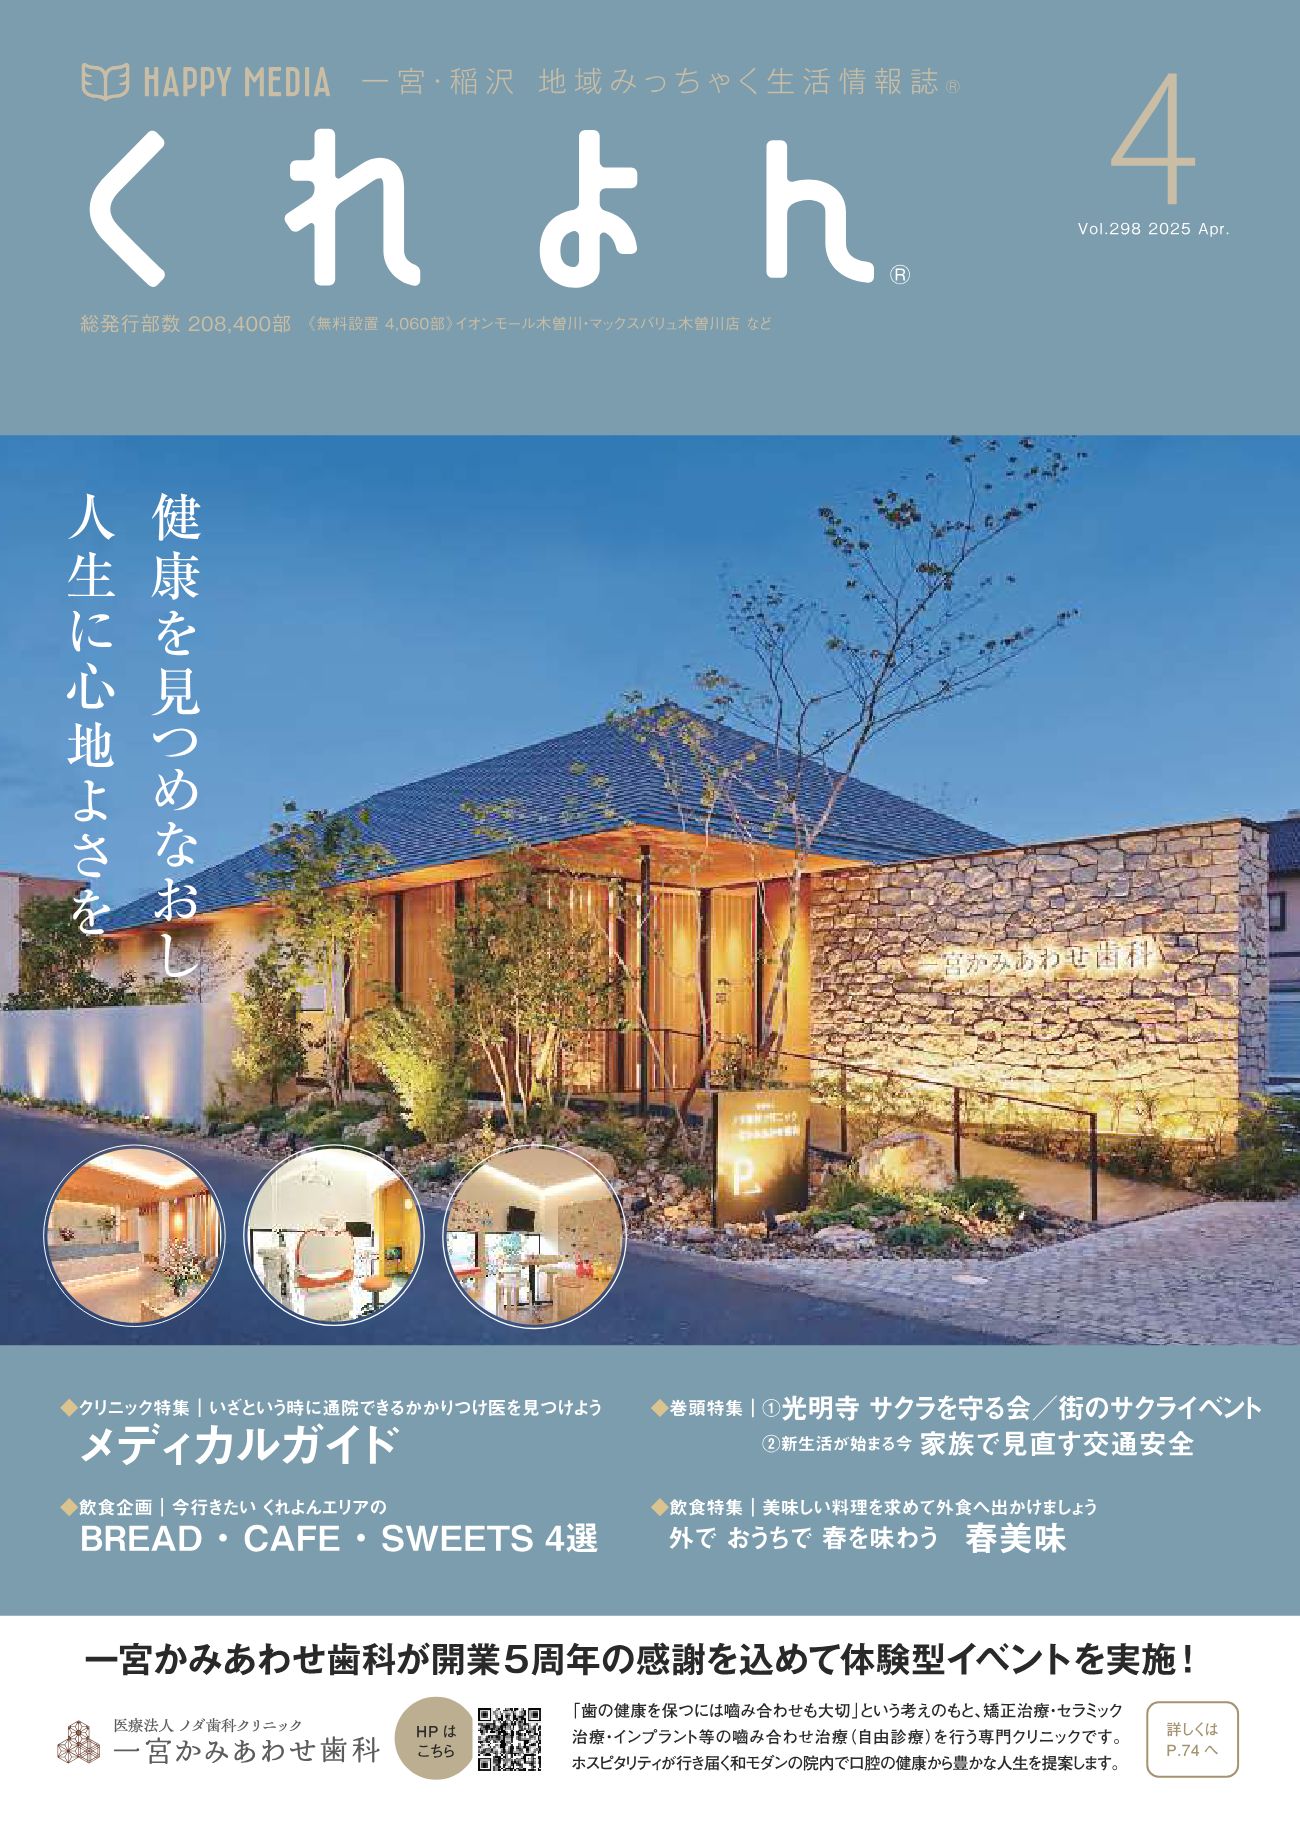 HAPPY MEDIA 一宮・稲沢 地域みっちゃく生活情報誌®
くれよん®
4
Vol.298 2025 Apr.
総発行部数 208,400部 《無料設置 4,060部》イオンモール木曽川・マックスバリュ木曽川店 など
健康を見つめなおし
人生に心地よさを
一宮かみあわせ歯科
P
◆クリニック特集｜いざという時に通院できるかかりつけ医を見つけよう
メディカルガイド
◆巻頭特集｜①光明寺 サクラを守る会／街のサクライベント
②新生活が始まる今 家族で見直す交通安全
◆飲食企画｜今行きたい くれよんエリアの
BREAD・CAFE・SWEETS 4選
◆飲食特集｜美味しい料理を求めて外食へ出かけましょう
外で おうちで 春を味わう 春美味
一宮かみあわせ歯科が開業5周年の感謝を込めて体験型イベントを実施！
医療法人 ノダ歯科クリニック
一宮かみあわせ歯科
HPは
こちら
「歯の健康を保つには嚙み合わせも大切」という考えのもと、矯正治療・セラミック
治療・インプラント等の嚙み合わせ治療（自由診療）を行う専門クリニックです。
ホスピタリティが行き届く和モダンの院内で口腔の健康から豊かな人生を提案します。
詳しくは
P.74へ